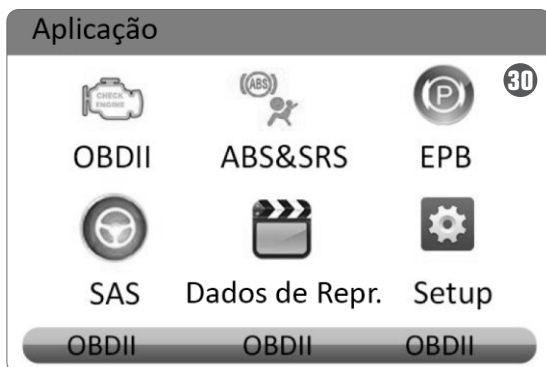 Aplicação
30
CHECK
ENGINE
(ABS)
P
OBDII ABS&SRS EPB
SAS Dados de Repr. Setup
OBDII OBDII OBDII